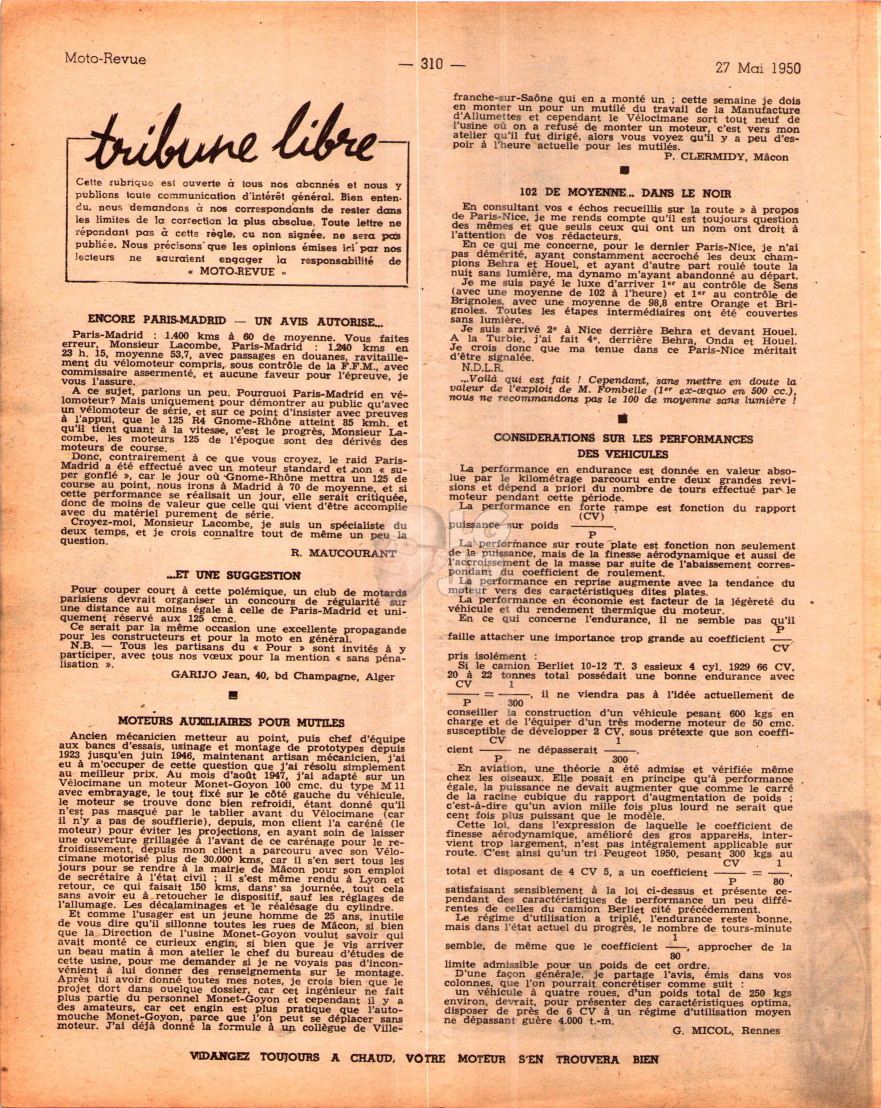 Moto-Revue
— 310 —
27 Mai 1950
tribune libre
Cette rubrique est ouverte à tous nos abonnés et nous y
publions toute communication d'intérêt général. Bien enten-
du, nous demandons à nos correspondants de rester dans
les limites de la correction la plus absolue. Toute lettre ne
répondant pas à cette règle, ou non signée, ne sera pas
publiée. Nous précisons que les opinions émises ici par nos
lecteurs ne sauraient engager la responsabilité de
« MOTO-REVUE »
ENCORE PARIS-MADRID — UN AVIS AUTORISE...
Paris-Madrid : 1.400 kms à 60 de moyenne. Vous faites
erreur, Monsieur Lacombe, Paris-Madrid : 1.240 kms en
23 h. 15, moyenne 53,7, avec passages en douanes, ravitaille-
ment du vélomoteur compris, sous contrôle de la F.F.M., avec
commissaire assermenté, et aucune faveur pour l'épreuve, je
vous l'assure.
A ce sujet, parlons un peu. Pourquoi Paris-Madrid en vé-
lomoteur? Mais uniquement pour démontrer au public qu'avec
un vélomoteur de série, et sur ce point d'insister avec preuves
à l'appui, que le 125 R4 Gnome-Rhône atteint 85 kmh. et
qu'il tient quant à la vitesse, c'est le progrès, Monsieur La-
combe, les moteurs 125 de l'époque sont des dérivés des
moteurs de course.
Donc, contrairement à ce que vous croyez, le raid Paris-
Madrid a été effectué avec un moteur standard et non « su-
per gonflé », car le jour où Gnome-Rhône mettra un 125 de
course au point, nous irons à Madrid à 70 de moyenne, et si
cette performance se réalisait un jour, elle serait critiquée,
donc de moins de valeur que celle qui vient d'être accomplie
avec du matériel purement de série.
Croyez-moi, Monsieur Lacombe, je suis un spécialiste du
deux temps, et je crois connaître tout de même un peu la
question.
R. MAUCOURANT
...ET UNE SUGGESTION
Pour couper court à cette polémique, un club de motards
parisiens devrait organiser un concours de régularité sur
une distance au moins égale à celle de Paris-Madrid et uni-
quement réservé aux 125 cmc.
Ce serait par la même occasion une excellente propagande
pour les constructeurs et pour la moto en général.
N.B. — Tous les partisans du « Pour » sont invités à y
participer, avec tous nos vœux pour la mention « sans péna-
lisation ».
GARIJO Jean, 40, bd Champagne, Alger
MOTEURS AUXILIAIRES POUR MUTILES
Ancien mécanicien metteur au point, puis chef d'équipe
aux bancs d'essais, usinage et montage de prototypes depuis
1923 jusqu'en juin 1946, maintenant artisan mécanicien, j'ai
eu à m'occuper de cette question que j'ai résolu simplement
au meilleur prix. Au mois d'août 1947, j'ai adapté sur un
Vélocimane un moteur Monet-Goyon 100 cmc. du type M 11
avec embrayage, le tout fixé sur le côté gauche du véhicule,
le moteur se trouve donc bien refroidi, étant donné qu'il
n'est pas masqué par le tablier avant du Vélocimane (car
il n'y a pas de soufflerie), depuis, mon client l'a caréné (le
moteur) pour éviter les projections, en ayant soin de laisser
une ouverture grillagée à l'avant de ce carénage pour le re-
froidissement, depuis mon client a parcouru avec son Vélo-
cimane motorisé plus de 30.000 kms, car il s'en sert tous les
jours pour se rendre à la mairie de Mâcon pour son emploi
de secrétaire à l'état civil ; il s'est même rendu à Lyon et
retour, ce qui faisait 150 kms, dans sa journée, tout cela
sans avoir eu à retoucher le dispositif, sauf les réglages de
l'allumage. Les décalaminages et le réalésage du cylindre.
Et comme l'usager est un jeune homme de 25 ans, inutile
de vous dire qu'il sillonne toutes les rues de Mâcon, si bien
que la Direction de l'usine Monet-Goyon voulut savoir qui
avait monté ce curieux engin, si bien que je vis arriver
un beau matin à mon atelier le chef du bureau d'études de
cette usine, pour me demander si je ne voyais pas d'incon-
vénient à lui donner des renseignements sur le montage.
Après lui avoir donné toutes mes notes, je crois bien que le
projet dort dans quelque dossier, car cet ingénieur ne fait
plus partie du personnel Monet-Goyon et cependant il y a
des amateurs, car cet engin est plus pratique que l'auto-
mouche Monet-Goyon, parce que l'on peut se déplacer sans
moteur. J'ai déjà donné la formule à un collègue de Ville-
franche-sur-Saône qui en a monté un ; cette semaine je dois
en monter un pour un mutilé du travail de la Manufacture
d'Allumettes et cependant le Vélocimane sort tout neuf de
l'usine où on a refusé de monter un moteur, c'est vers mon
atelier qu'il fut dirigé, alors vous voyez qu'il y a peu d'es-
poir à l'heure actuelle pour les mutilés.
P. CLERMIDY, Mâcon
102 DE MOYENNE... DANS LE NOIR
En consultant vos « échos recueillis sur la route » à propos
de Paris-Nice, je me rends compte qu'il est toujours question
des mêmes et que seuls ceux qui ont un nom ont droit à
l'attention de vos rédacteurs.
En ce qui me concerne, pour le dernier Paris-Nice, je n'ai
pas démérité, ayant constamment accroché les deux cham-
pions Behra et Houel, et ayant d'autre part roulé toute la
nuit sans lumière, ma dynamo m'ayant abandonné au départ.
Je me suis payé le luxe d'arriver 1er au contrôle de Sens
(avec une moyenne de 102 à l'heure) et 1er au contrôle de
Brignoles, avec une moyenne de 98,8 entre Orange et Bri-
gnoles. Toutes les étapes intermédiaires ont été couvertes
sans lumière.
Je suis arrivé 2e à Nice derrière Behra et devant Houel.
A la Turbie, j'ai fait 4e, derrière Behra, Onda et Houel.
Je crois donc que ma tenue dans ce Paris-Nice méritait
d'être signalée.
N.D.L.R.
...Voilà qui est fait ! Cependant, sans mettre en doute la
valeur de l'exploit de M. Fombelle (1er ex-æquo en 500 cc.),
nous ne recommandons pas le 100 de moyenne sans lumière !
CONSIDERATIONS SUR LES PERFORMANCES
DES VEHICULES
La performance en endurance est donnée en valeur abso-
lue par le kilométrage parcouru entre deux grandes revi-
sions et dépend a priori du nombre de tours effectué par le
moteur pendant cette période.
La performance en forte rampe est fonction du rapport
(CV)
puissance sur poids ———.
P
La performance sur route plate est fonction non seulement
de la puissance, mais de la finesse aérodynamique et aussi de
l'accroissement de la masse par suite de l'abaissement corres-
pondant du coefficient de roulement.
La performance en reprise augmente avec la tendance du
moteur vers des caractéristiques dites plates.
La performance en économie est facteur de la légèreté du
véhicule et du rendement thermique du moteur.
En ce qui concerne l'endurance, il ne semble pas qu'il
P
faille attacher une importance trop grande au coefficient ———
CV
pris isolément :
Si le camion Berliet 10-12 T. 3 essieux 4 cyl. 1929 66 CV.
20 à 22 tonnes total possédait une bonne endurance avec
CV 1
——— = ———, il ne viendra pas à l'idée actuellement de
P 300
conseiller la construction d'un véhicule pesant 600 kgs en
charge et de l'équiper d'un très moderne moteur de 50 cmc.
susceptible de développer 2 CV. sous prétexte que son coeffi-
CV 1
cient ——— ne dépasserait ———.
P 300
En aviation, une théorie a été admise et vérifiée même
chez les oiseaux. Elle posait en principe qu'à performance
égale, la puissance ne devait augmenter que comme le carré
de la racine cubique du rapport d'augmentation de poids ;
c'est-à-dire qu'un avion mille fois plus lourd ne serait que
cent fois plus puissant que le modèle.
Cette loi, dans l'expression de laquelle le coefficient de
finesse aérodynamique, amélioré des gros appareils, inter-
vient trop largement, n'est pas intégralement applicable sur
route. C'est ainsi qu'un tri Peugeot 1950, pesant 300 kgs au
CV 1
total et disposant de 4 CV 5, a un coefficient ——— = ———,
P 80
satisfaisant sensiblement à la loi ci-dessus et présente ce-
pendant des caractéristiques de performance un peu diffé-
rentes de celles du camion Berliet cité précédemment.
Le régime d'utilisation a triplé, l'endurance reste bonne,
mais dans l'état actuel du progrès, le nombre de tours-minute
1
semble, de même que le coefficient ———, approcher de la
80
limite admissible pour un poids de cet ordre.
D'une façon générale, je partage l'avis, émis dans vos
colonnes, que l'on pourrait concrétiser comme suit :
un véhicule à quatre roues, d'un poids total de 250 kgs
environ, devrait, pour présenter des caractéristiques optima,
disposer de près de 6 CV à un régime d'utilisation moyen
ne dépassant guère 4.000 t.-m.
G. MICOL, Rennes
VIDANGEZ TOUJOURS A CHAUD, VOTRE MOTEUR S'EN TROUVERA BIEN